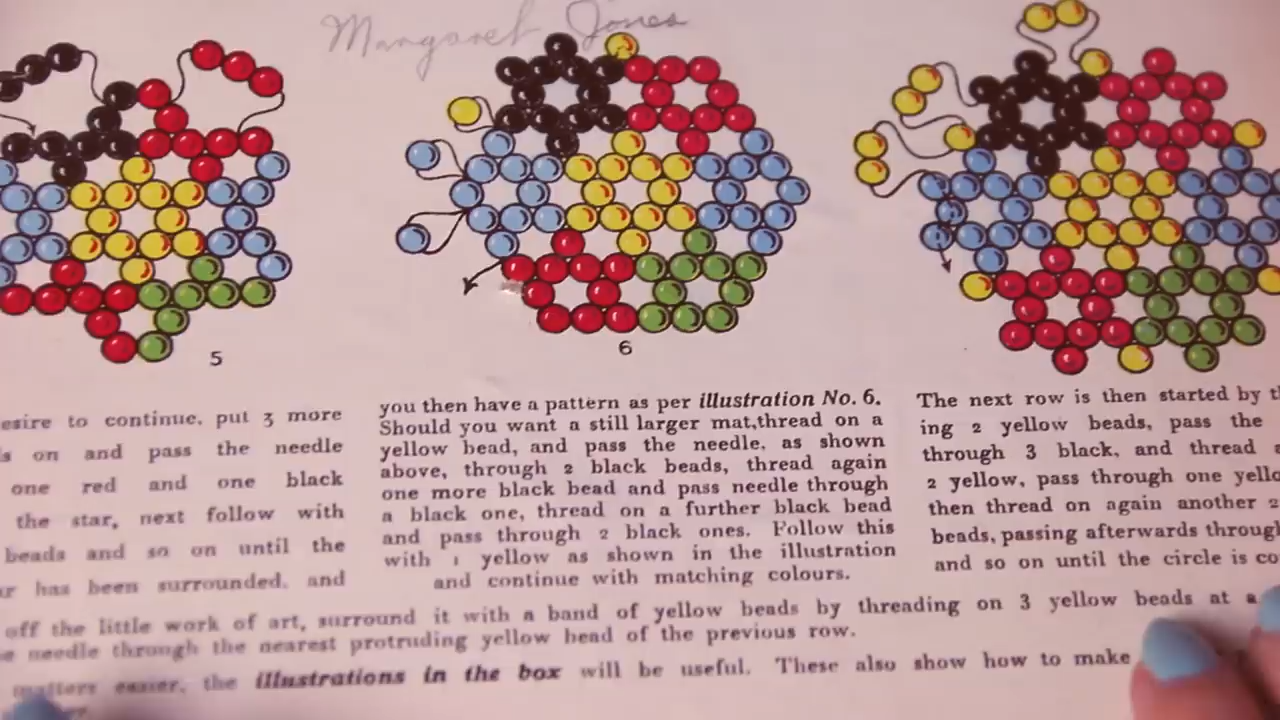 Margaret Jones
5
6
esire to continue, put 3 more
on and pass the needle
one red and one black
the star, next follow with
beads and so on until the
has been surrounded, and
you then have a pattern as per illustration No. 6.
Should you want a still larger mat,thread on a
yellow bead, and pass the needle, as shown
above, through 2 black beads, thread again
one more black bead and pass needle through
a black one, thread on a further black bead
and pass through 2 black ones. Follow this
with 1 yellow as shown in the illustration
and continue with matching colours.
The next row is then started by
ing 2 yellow beads, pass the
through 3 black, and thread
2 yellow, pass through one
then thread on again another 2
beads, passing afterwards
and so on until the circle is
off the little work of art, surround it with a band of yellow beads by threading on 3 yellow beads at a
needle through the nearest protruding yellow bead of the previous row.
matters easier, the illustrations in the box will be useful. These also show how to make